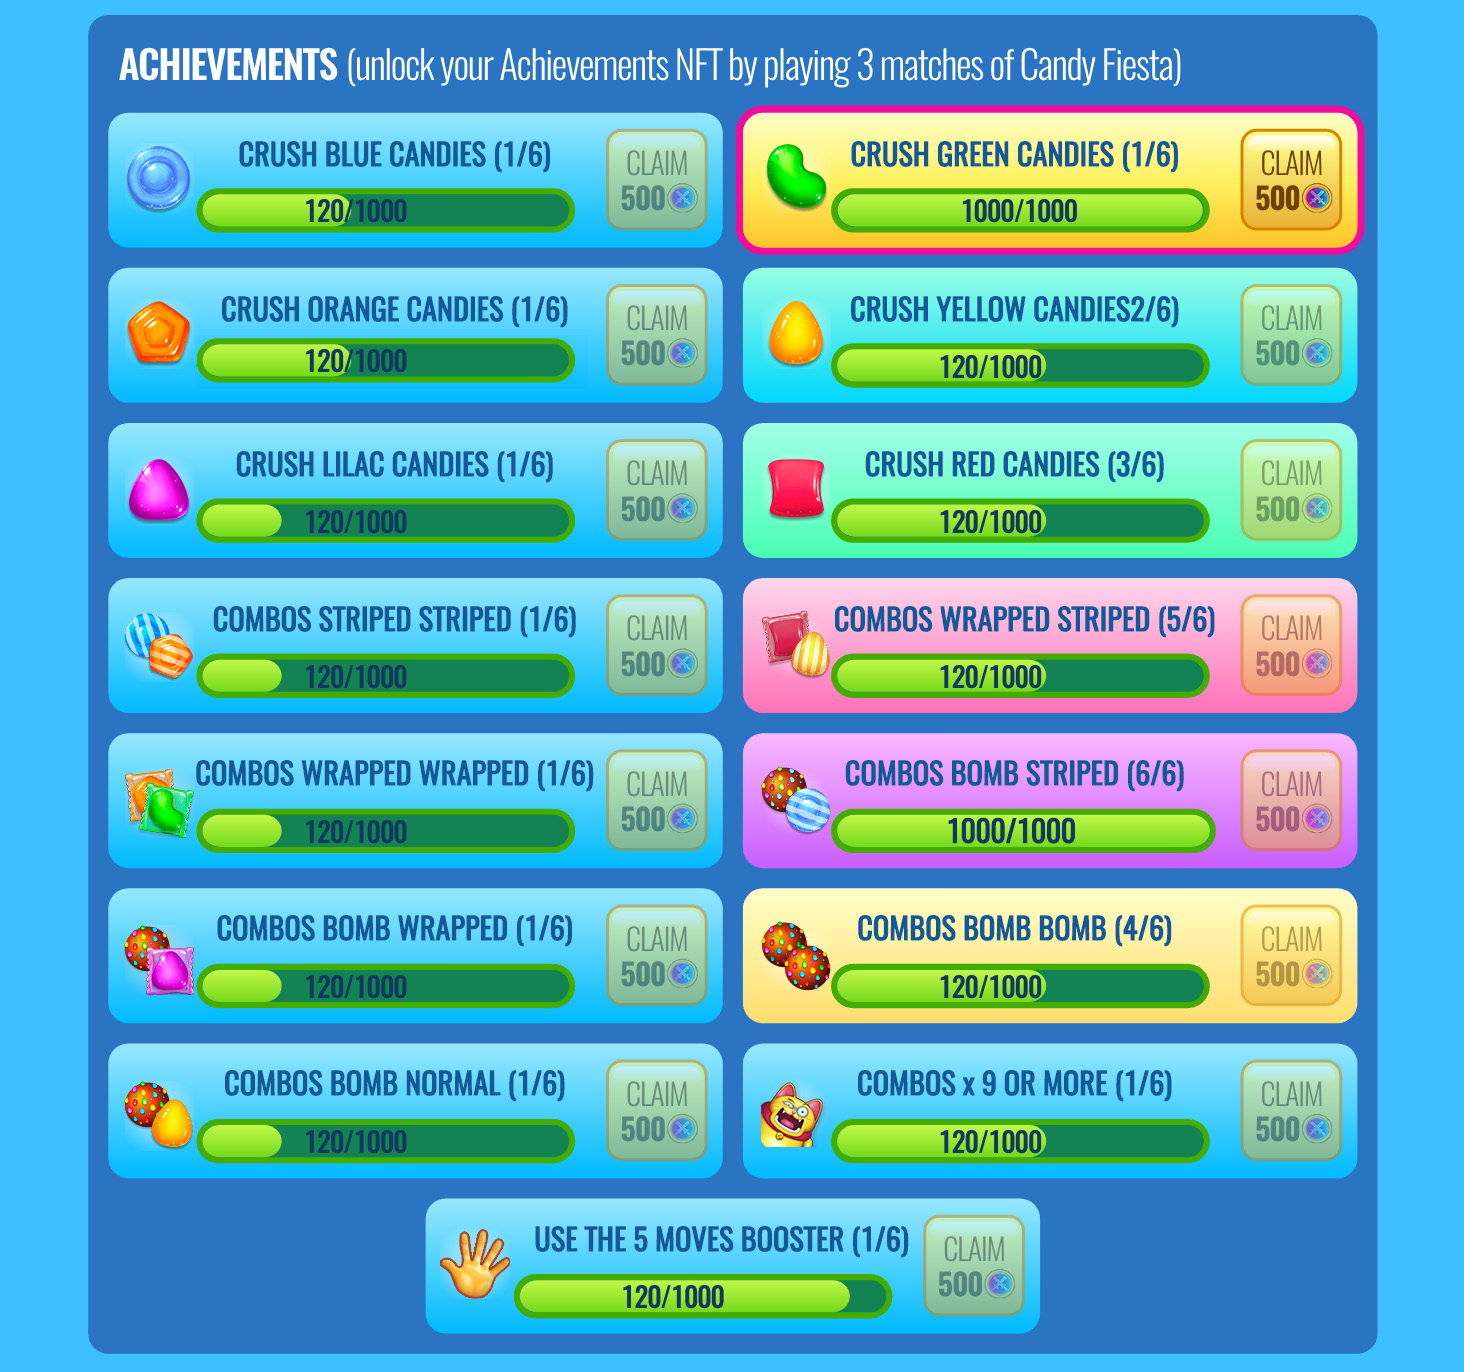 ACHIEVEMENTS (unlock your Achievements NFT by playing 3 matches of Candy Fiesta)
CRUSH BLUE CANDIES (1/6)
120/1000
CLAIM
500
CRUSH GREEN CANDIES (1/6)
1000/1000
CLAIM
500
CRUSH ORANGE CANDIES (1/6)
120/1000
CLAIM
500
CRUSH YELLOW CANDIES2/6)
120/1000
CLAIM
500
CRUSH LILAC CANDIES (1/6)
120/1000
CLAIM
500
CRUSH RED CANDIES (3/6)
120/1000
CLAIM
500
COMBOS STRIPED STRIPED (1/6)
120/1000
CLAIM
500
COMBOS WRAPPED STRIPED (5/6)
120/1000
CLAIM
500
COMBOS WRAPPED WRAPPED (1/6)
120/1000
CLAIM
500
COMBOS BOMB STRIPED (6/6)
1000/1000
CLAIM
500
COMBOS BOMB WRAPPED (1/6)
120/1000
CLAIM
500
COMBOS BOMB BOMB (4/6)
120/1000
CLAIM
500
COMBOS BOMB NORMAL (1/6)
120/1000
CLAIM
500
COMBOS x 9 OR MORE (1/6)
120/1000
CLAIM
500
USE THE 5 MOVES BOOSTER (1/6)
120/1000
CLAIM
500